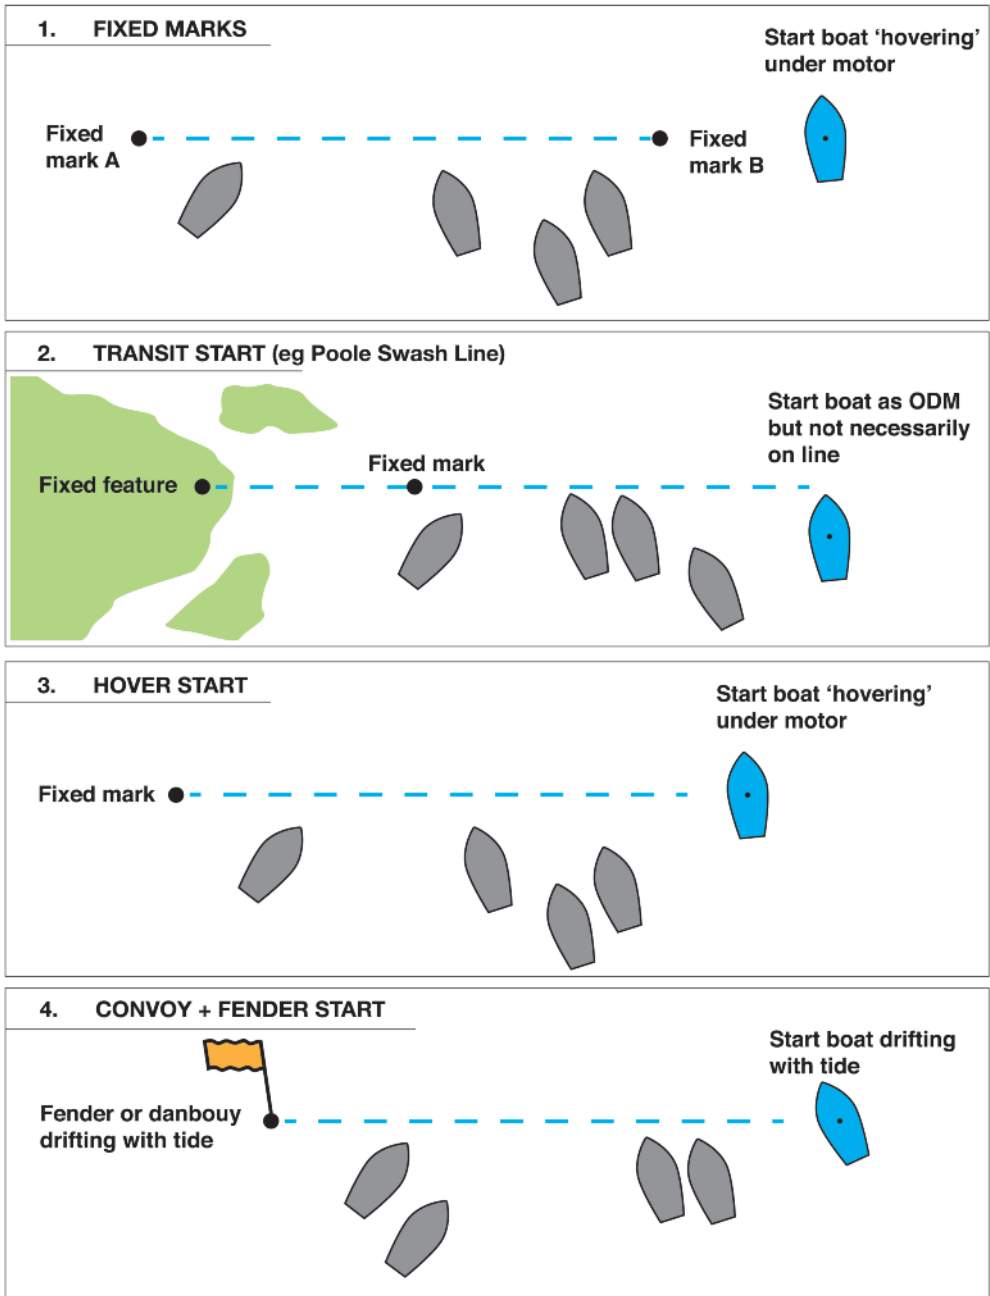 1. FIXED MARKS
Start boat ‘hovering’
under motor
Fixed
mark A
Fixed
mark B
2. TRANSIT START (eg Poole Swash Line)
Start boat as ODM
but not necessarily
on line
Fixed mark
Fixed feature
3. HOVER START
Start boat ‘hovering’
under motor
Fixed mark
4. CONVOY + FENDER START
Start boat drifting
with tide
Fender or danbouy
drifting with tide